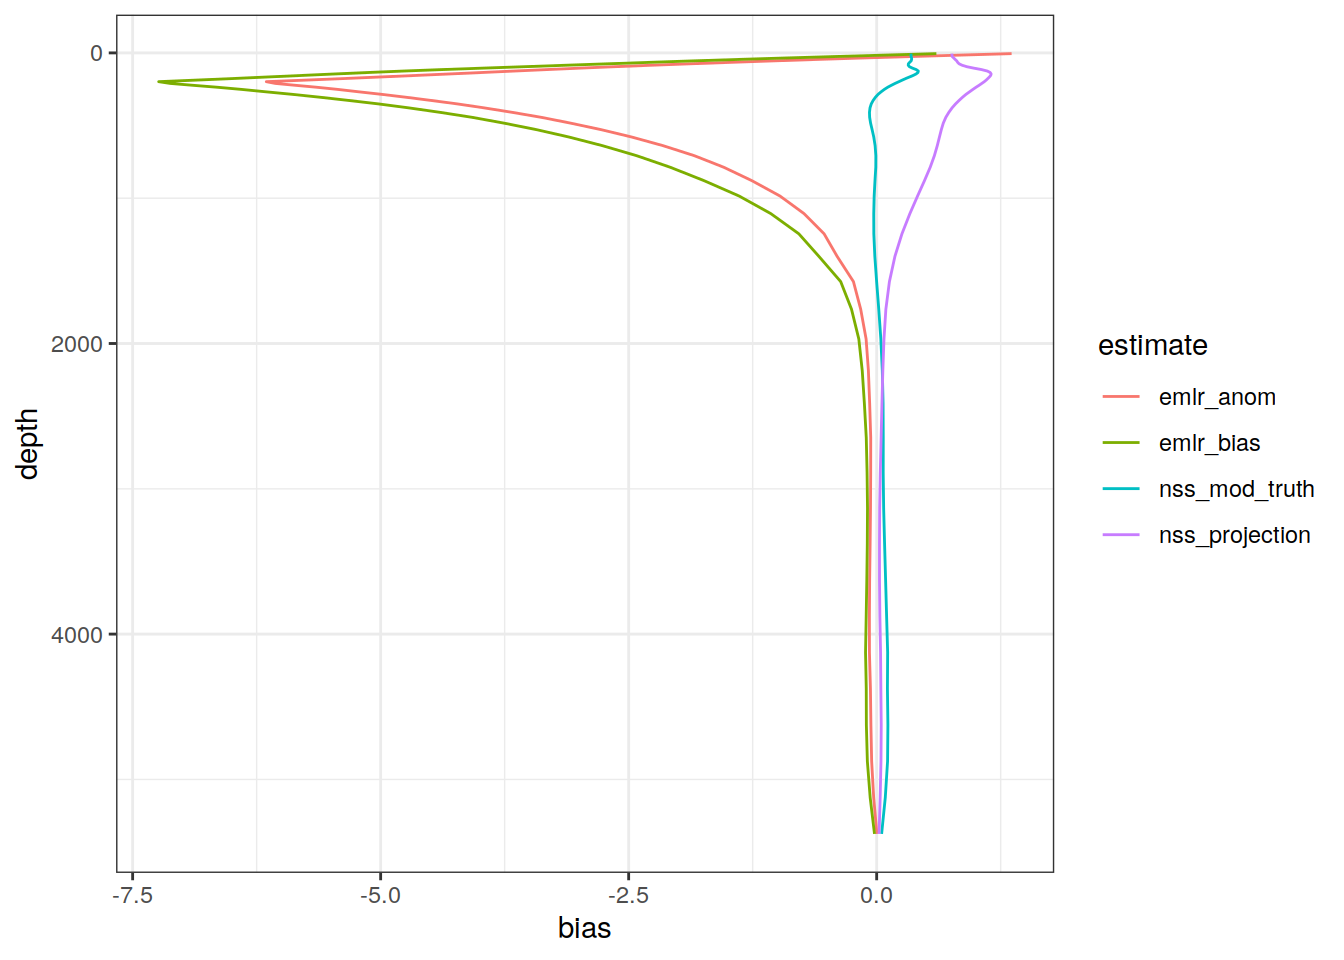 0
2000
4000
depth
-7.5
-5.0
-2.5
0.0
bias
estimate
emlr_anom
emlr_bias
nss_mod_truth
nss_projection